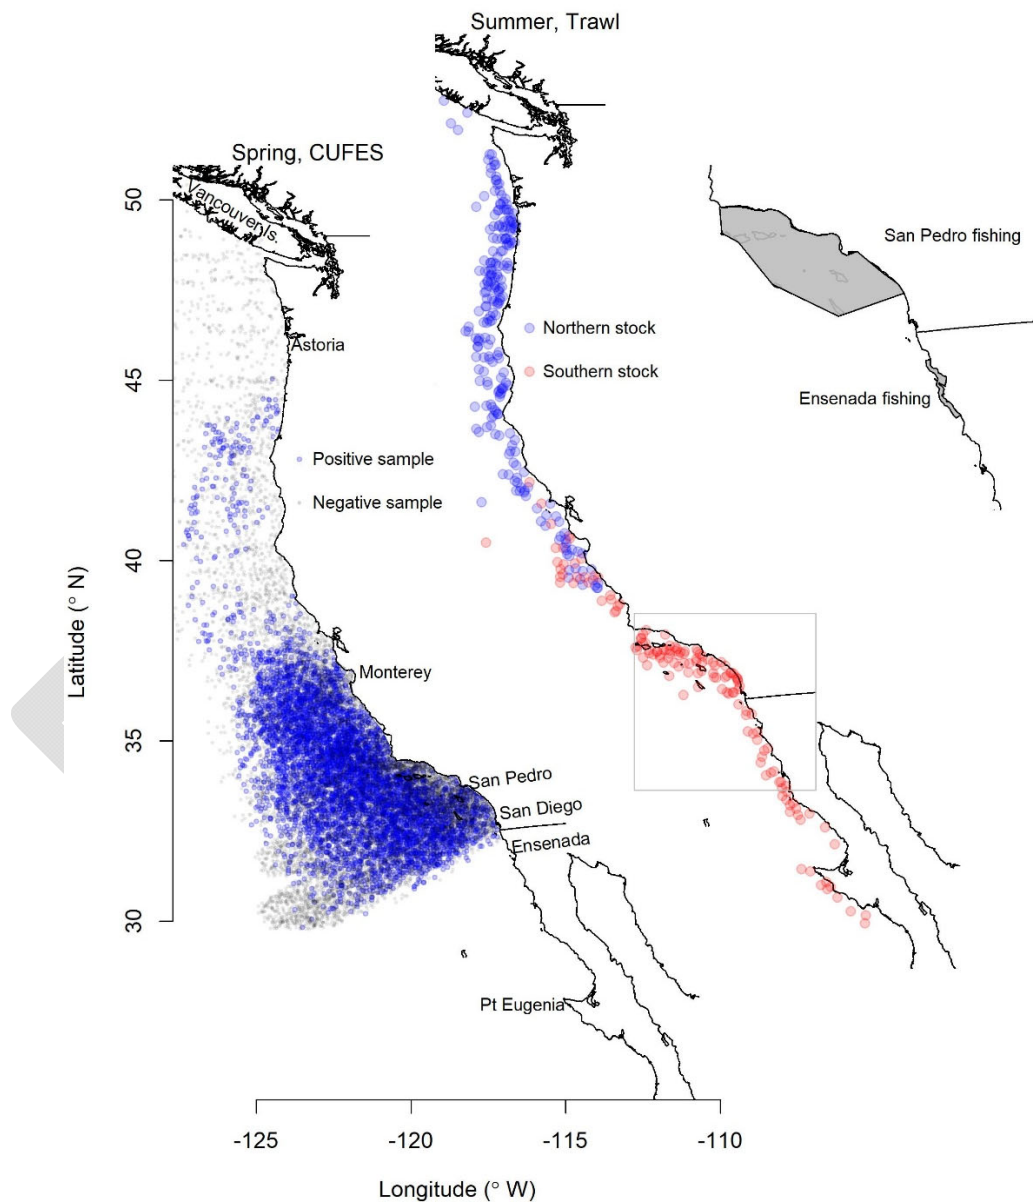 Summer, Trawl
Spring, CUFES
Vancouver Is.
50
San Pedro fishing
Northern stock
Astoria
Southern stock
45
Ensenada fishing
Positive sample
Negative sample
40
Monterey
35
San Pedro
San Diego
Ensenada
30
Pt Eugenia
Latitude (° N)
-125
-120
-115
-110
Longitude (° W)